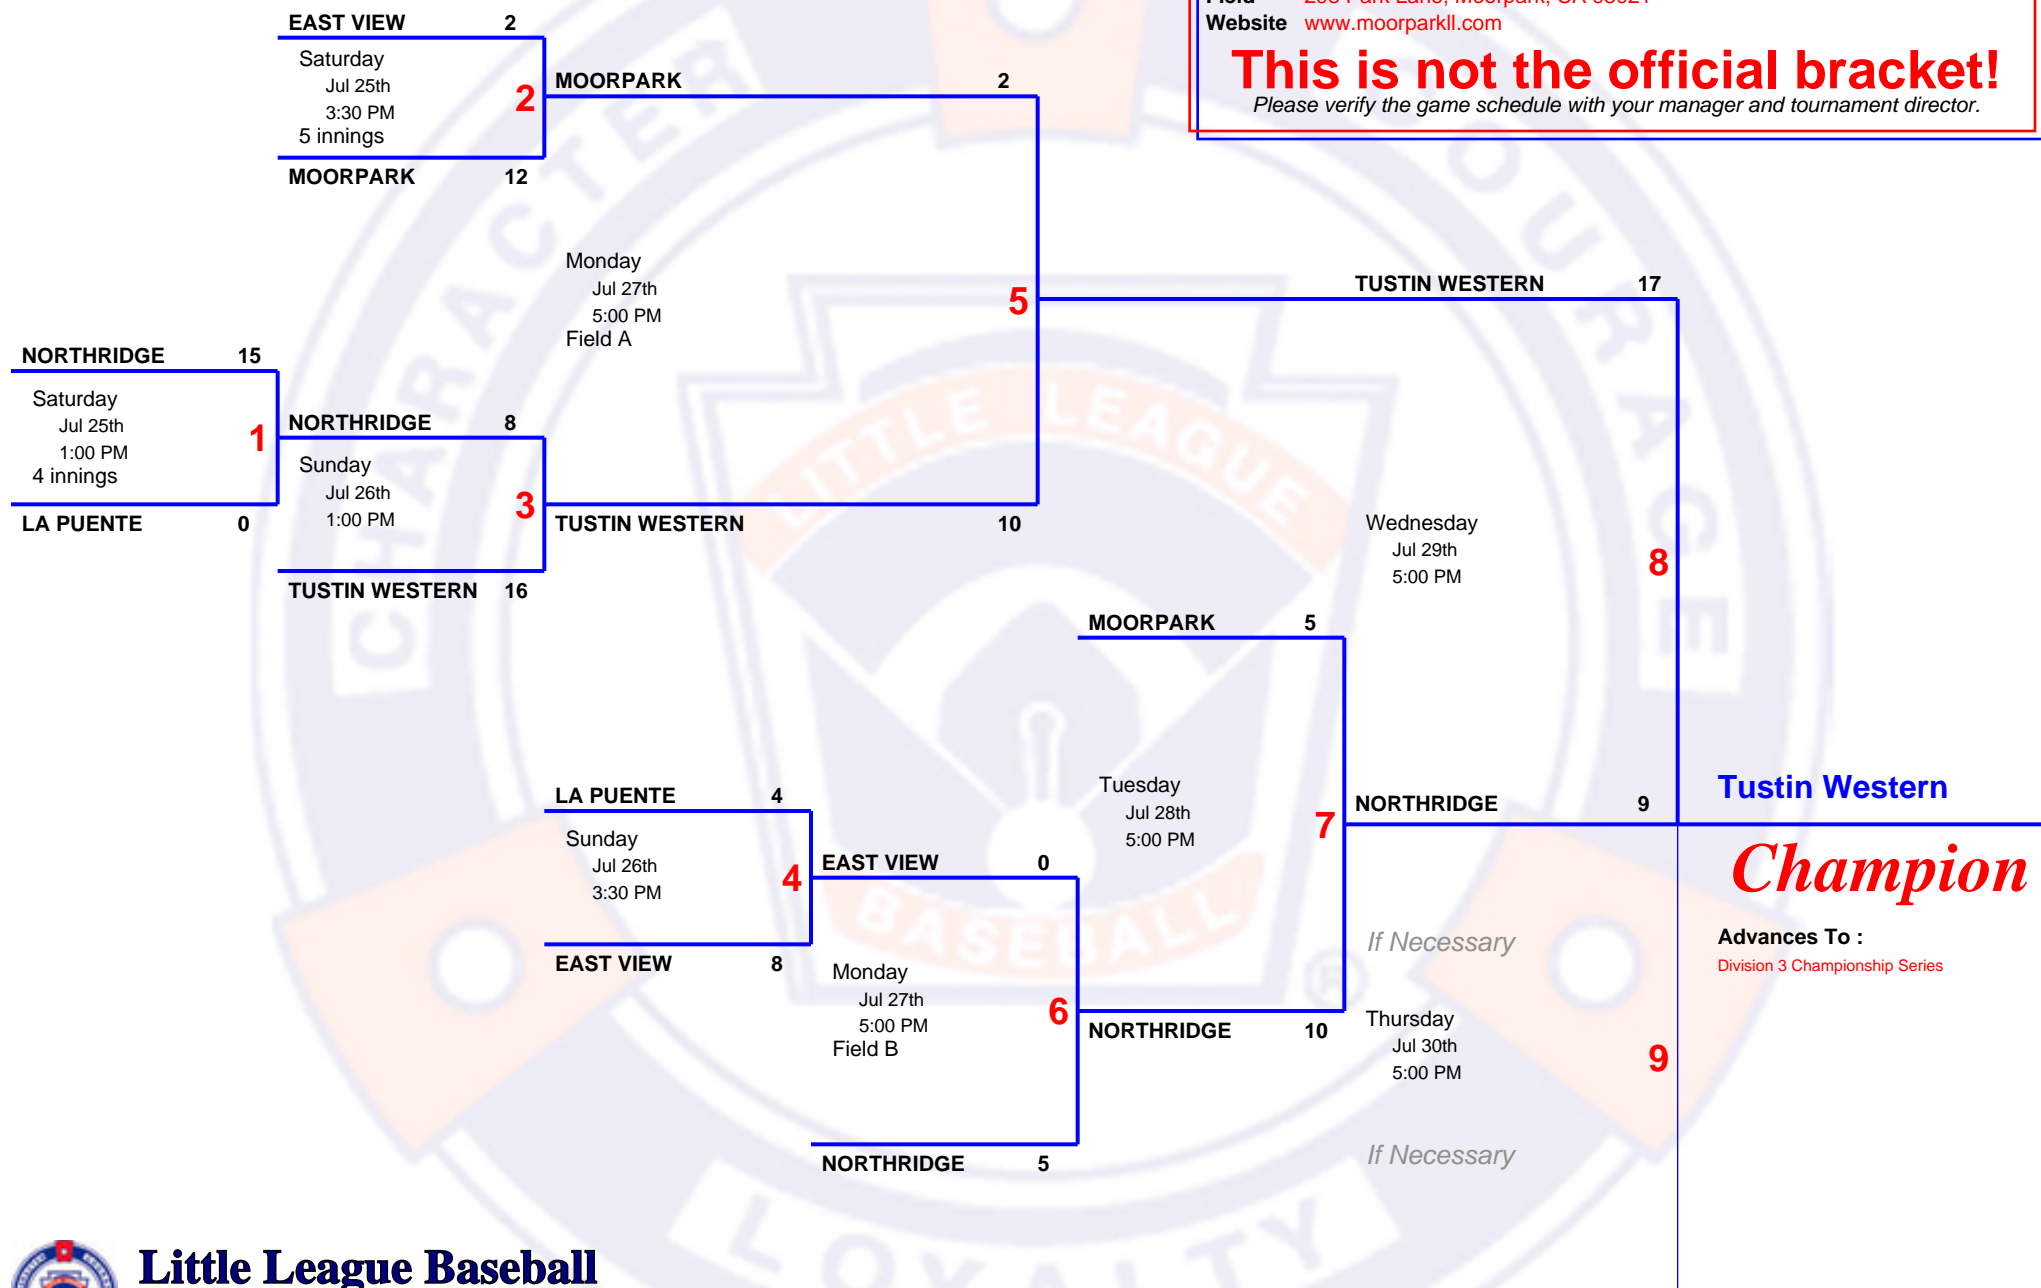 Website www.moorparkll.com
This is not the official bracket!
Please verify the game schedule with your manager and tournament director.
EAST VIEW 2
Saturday
Jul 25th
3:30 PM
5 innings
2
MOORPARK 12
MOORPARK 2
Monday
Jul 27th
5:00 PM
Field A
5
NORTHRIDGE 15
Saturday
Jul 25th
1:00 PM
4 innings
1
LA PUENTE 0
NORTHRIDGE 8
Sunday
Jul 26th
1:00 PM
3
TUSTIN WESTERN 16
TUSTIN WESTERN 10
TUSTIN WESTERN 17
Wednesday
Jul 29th
5:00 PM
8
MOORPARK 5
Tuesday
Jul 28th
5:00 PM
7
LA PUENTE 4
Sunday
Jul 26th
3:30 PM
4
EAST VIEW 8
EAST VIEW 0
Monday
Jul 27th
5:00 PM
Field B
6
NORTHRIDGE 5
NORTHRIDGE 10
NORTHRIDGE 9
If Necessary
Thursday
Jul 30th
5:00 PM
9
If Necessary
Tustin Western
Champion
Advances To :
Division 3 Championship Series
CHARACTER
COURAGE
LOYALTY
LITTLE LEAGUE
BASEBALL
®
Little League Baseball